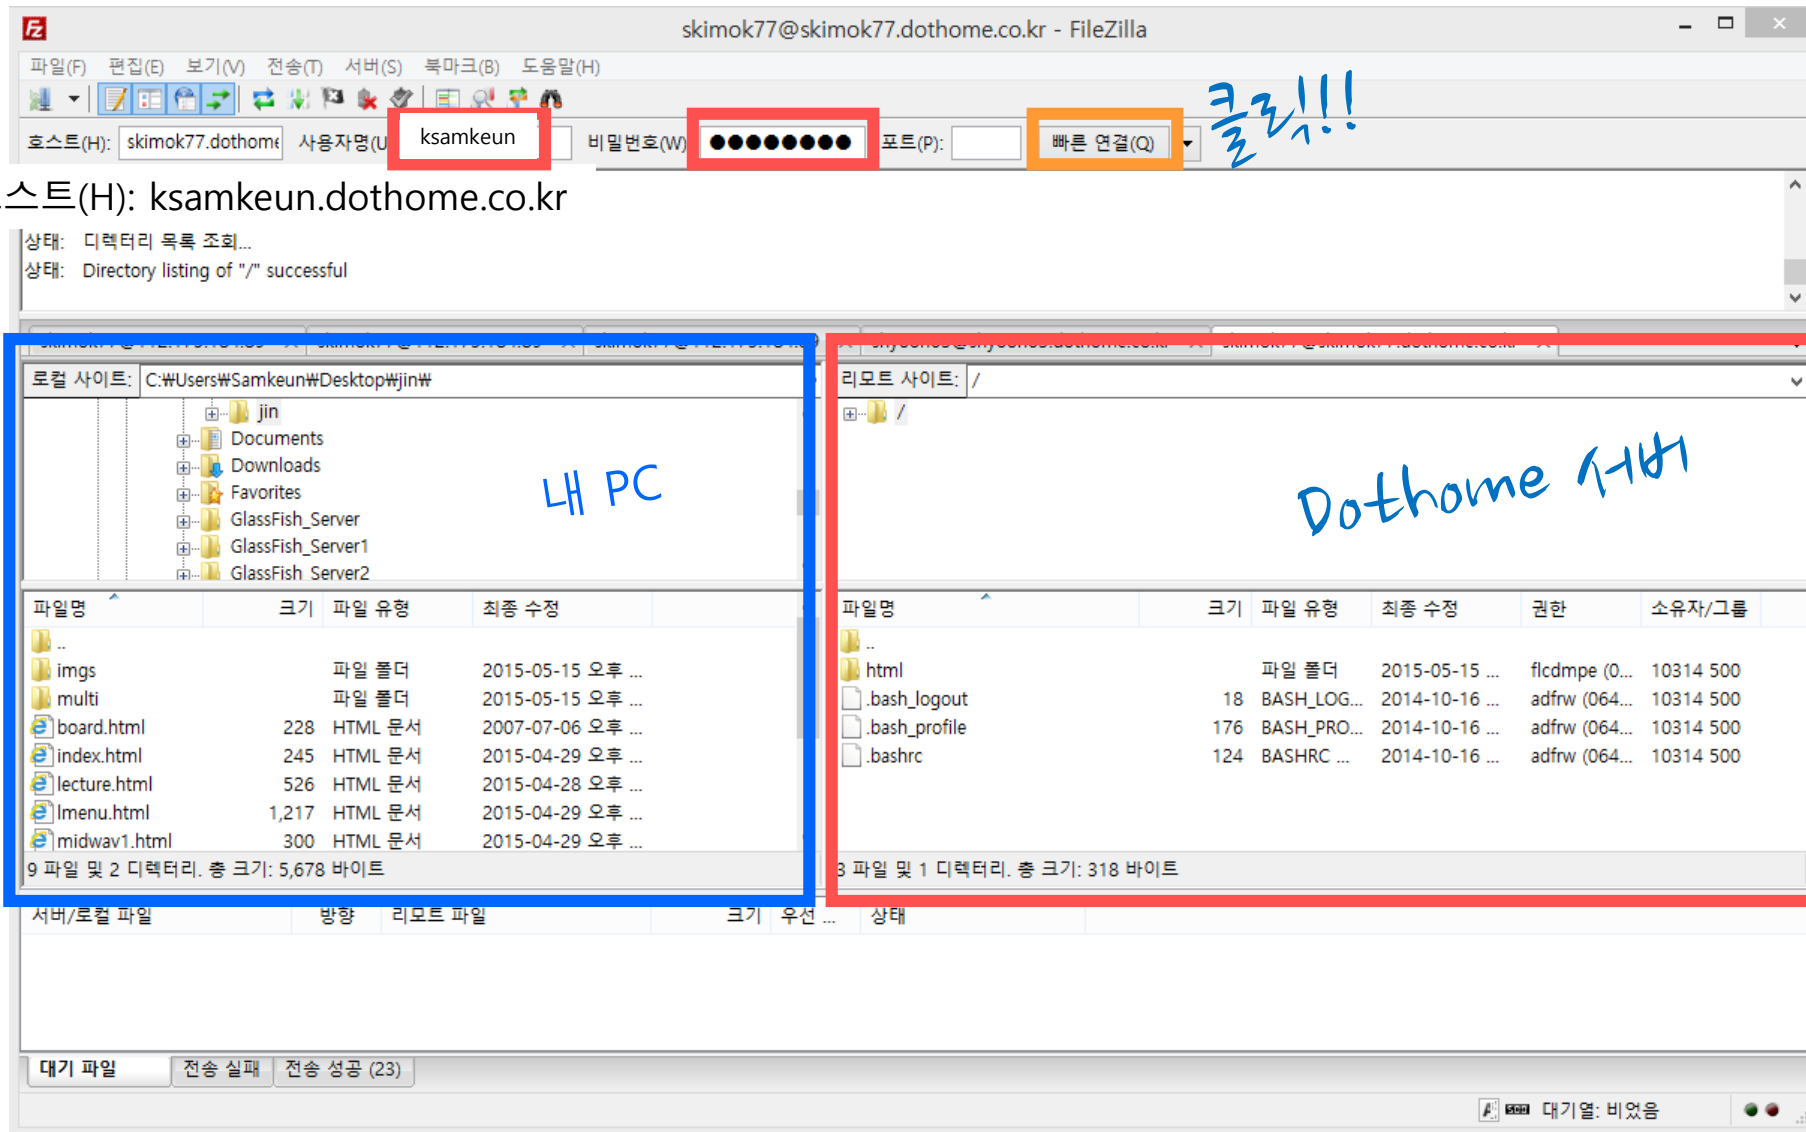 skimok77@skimok77.dothome.co.kr - FileZilla
파일(F) 편집(E) 보기(V) 전송(T) 서버(S) 북마크(B) 도움말(H)
클릭!!!
호스트(H): skimok77.dothome 사용자명(U ksamkeun 비밀번호(W) ●●●●●●●● 포트(P): 빠른 연결(Q)
스트(H): ksamkeun.dothome.co.kr
상태: 디렉터리 목록 조회...
상태: Directory listing of "/" successful
로컬 사이트: C:₩Users₩Samkeun₩Desktop₩jin₩
jin
Documents
Downloads
Favorites
GlassFish_Server
GlassFish_Server1
GlassFish_Server2
내 PC
파일명 크기 파일 유형 최종 수정
..
imgs 파일 폴더 2015-05-15 오후 ...
multi 파일 폴더 2015-05-15 오후 ...
board.html 228 HTML 문서 2007-07-06 오후 ...
index.html 245 HTML 문서 2015-04-29 오후 ...
lecture.html 526 HTML 문서 2015-04-28 오후 ...
lmenu.html 1,217 HTML 문서 2015-04-29 오후 ...
midway1.html 300 HTML 문서 2015-04-29 오후 ...
9 파일 및 2 디렉터리. 총 크기: 5,678 바이트
리모트 사이트: /
/
Dothome 서버
파일명 크기 파일 유형 최종 수정 권한 소유자/그룹
..
html 파일 폴더 2015-05-15 ... flcdmpe (0... 10314 500
.bash_logout 18 BASH_LOG... 2014-10-16 ... adfrw (064... 10314 500
.bash_profile 176 BASH_PRO... 2014-10-16 ... adfrw (064... 10314 500
.bashrc 124 BASHRC ... 2014-10-16 ... adfrw (064... 10314 500
3 파일 및 1 디렉터리. 총 크기: 318 바이트
서버/로컬 파일 방향 리모트 파일 크기 우선 ... 상태
대기 파일 전송 실패 전송 성공 (23)
대기열: 비었음